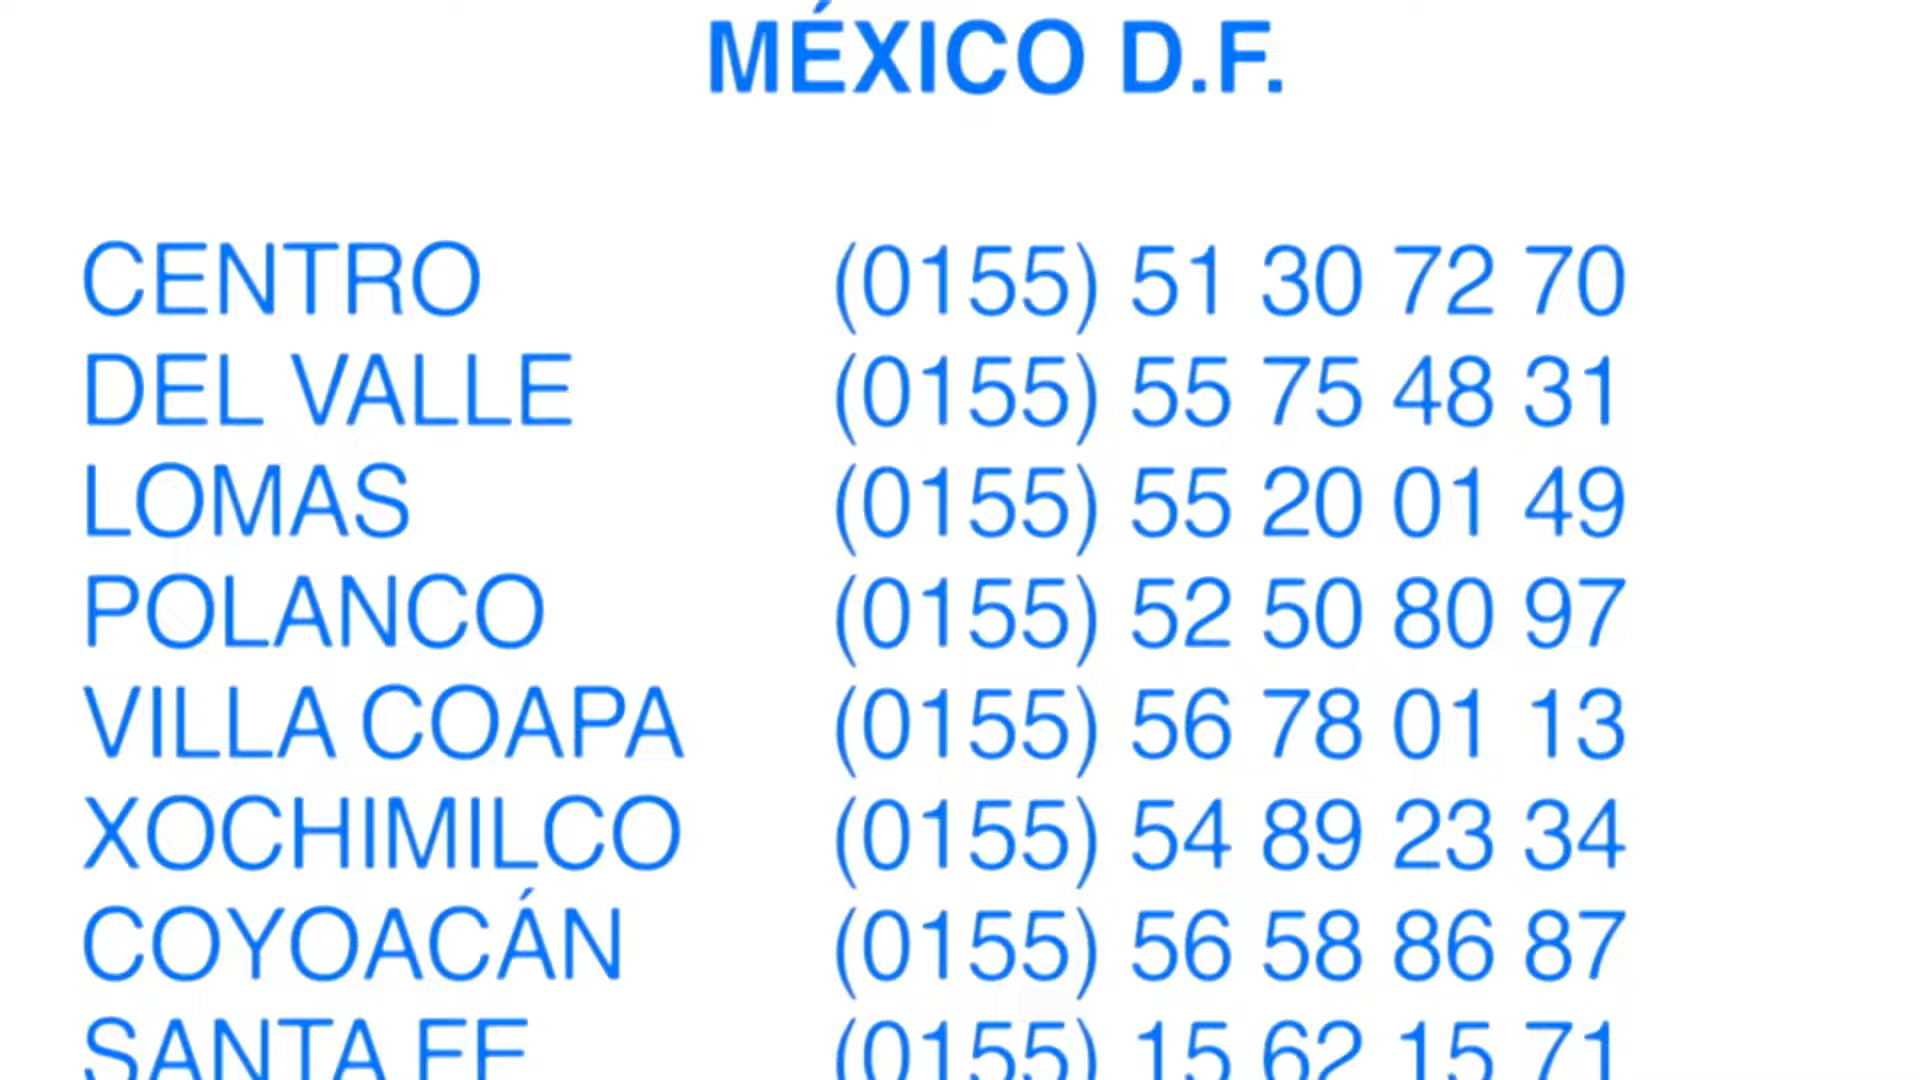 MÉXICO D.F.
CENTRO (0155) 51 30 72 70
DEL VALLE (0155) 55 75 48 31
LOMAS (0155) 55 20 01 49
POLANCO (0155) 52 50 80 97
VILLA COAPA (0155) 56 78 01 13
XOCHIMILCO (0155) 54 89 23 34
COYOACÁN (0155) 56 58 86 87
SANTA FE (0155) 15 62 15 71